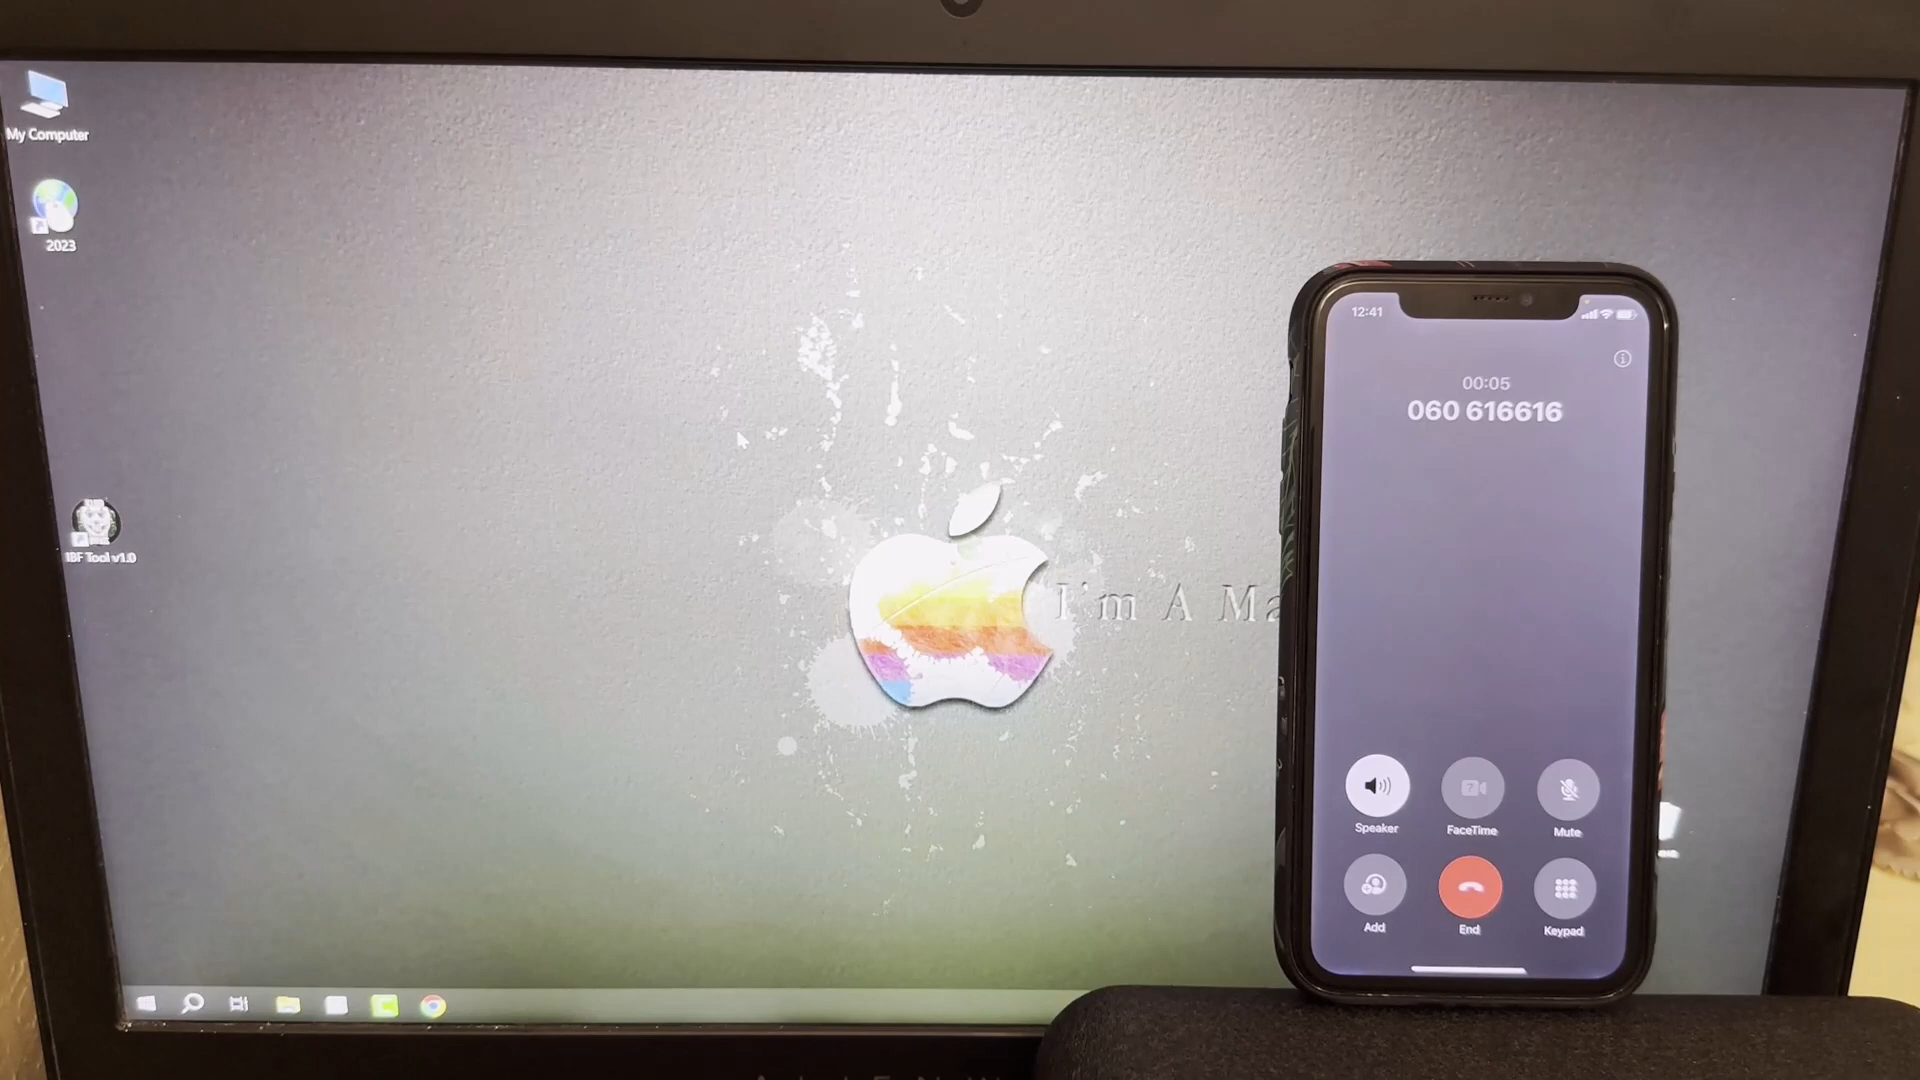 My Computer
2023
IBF Tool v1.0
I'm A Ma
12:41
00:05
060 616616
Speaker
FaceTime
Mute
Add
End
Keypad